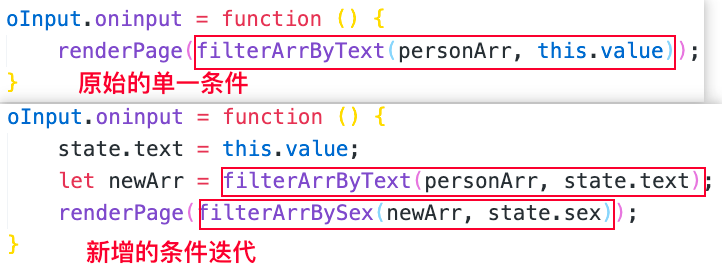 oInput.oninput = function () {
    renderPage(filterArrByText(personArr, this.value));
}
原始的单一条件
oInput.oninput = function () {
    state.text = this.value;
    let newArr = filterArrByText(personArr, state.text);
    renderPage(filterArrBySex(newArr, state.sex));
}
新增的条件迭代